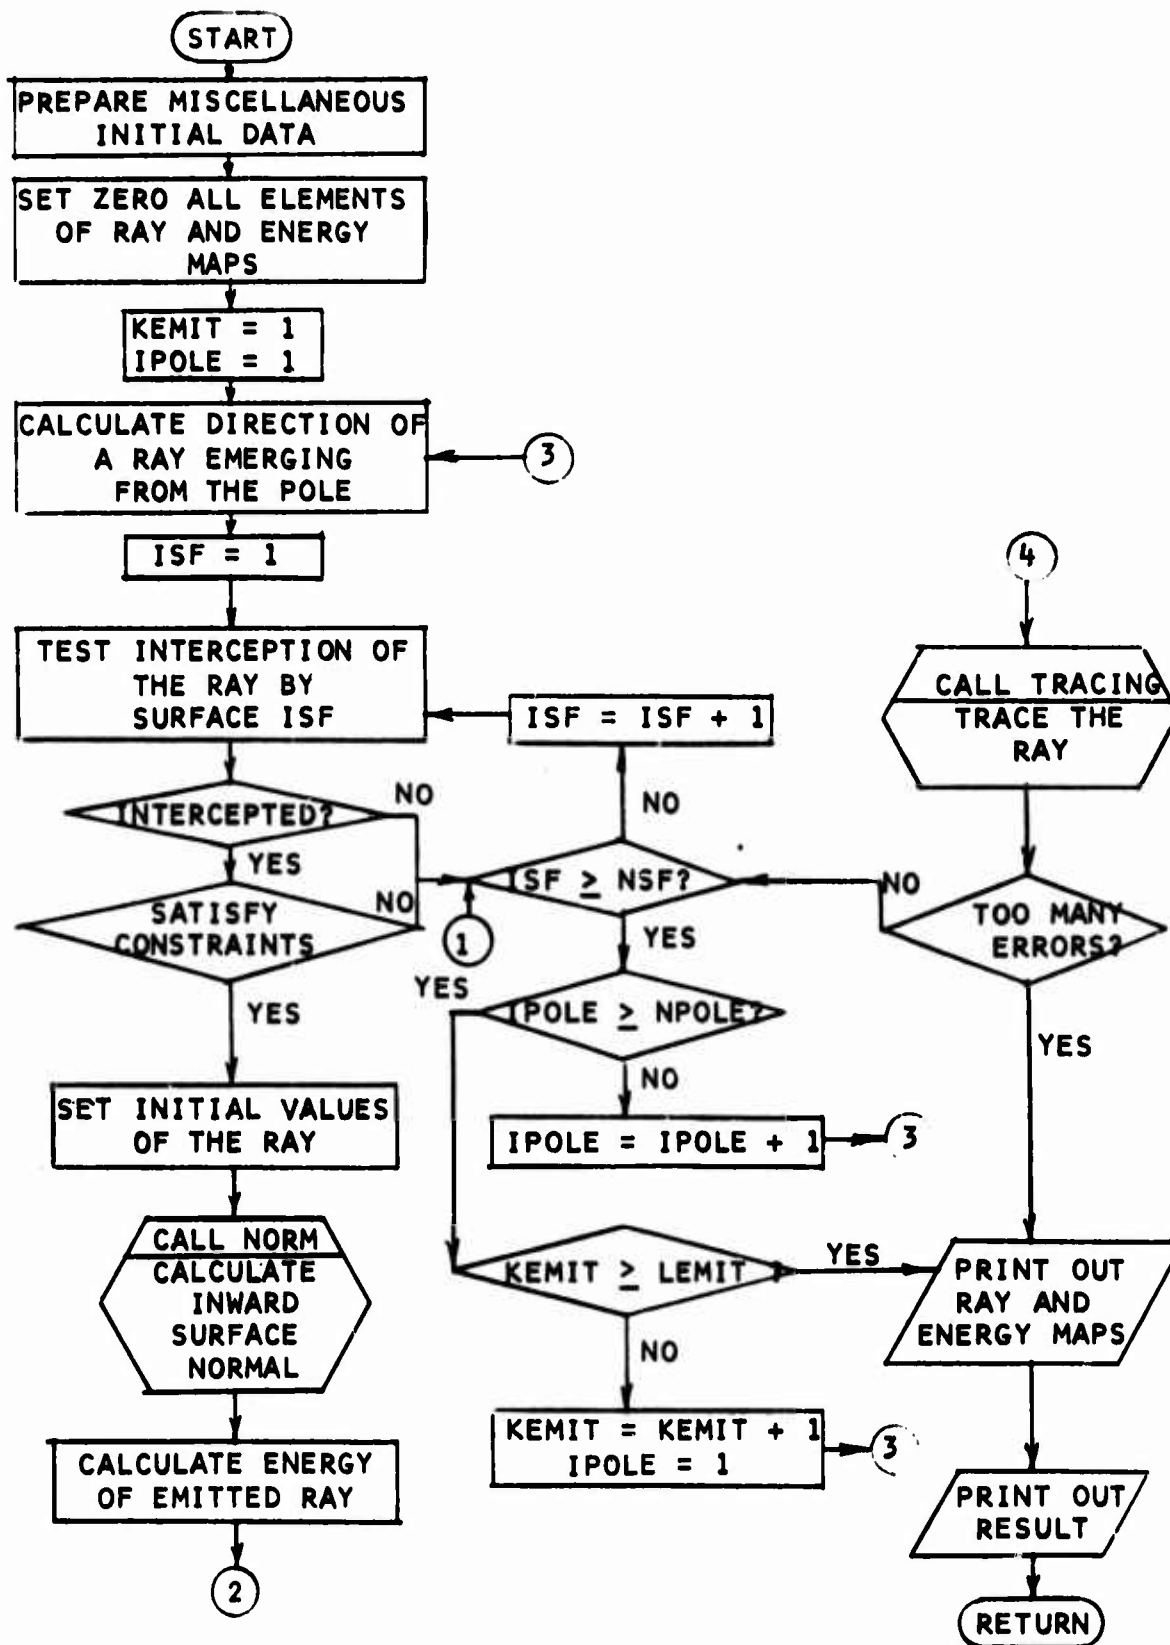 START
PREPARE MISCELLANEOUS
INITIAL DATA
SET ZERO ALL ELEMENTS
OF RAY AND ENERGY
MAPS
KEMIT = 1
IPOLE = 1
CALCULATE DIRECTION OF
A RAY EMERGING
FROM THE POLE
3
ISF = 1
TEST INTERCEPTION OF
THE RAY BY
SURFACE ISF
ISF = ISF + 1
INTERCEPTED?
NO
YES
SATISFY
CONSTRAINTS
NO
YES
SET INITIAL VALUES
OF THE RAY
CALL NORM
CALCULATE
INWARD
SURFACE
NORMAL
CALCULATE ENERGY
OF EMITTED RAY
2
NO
ISF ≥ NSF?
1
YES
IPOLE ≥ NPOLE?
YES
NO
IPOLE = IPOLE + 1
3
KEMIT ≥ LEMIT
YES
NO
KEMIT = KEMIT + 1
IPOLE = 1
3
4
CALL TRACING
TRACE THE
RAY
TOO MANY
ERRORS?
NO
YES
PRINT OUT
RAY AND
ENERGY MAPS
PRINT OUT
RESULT
RETURN